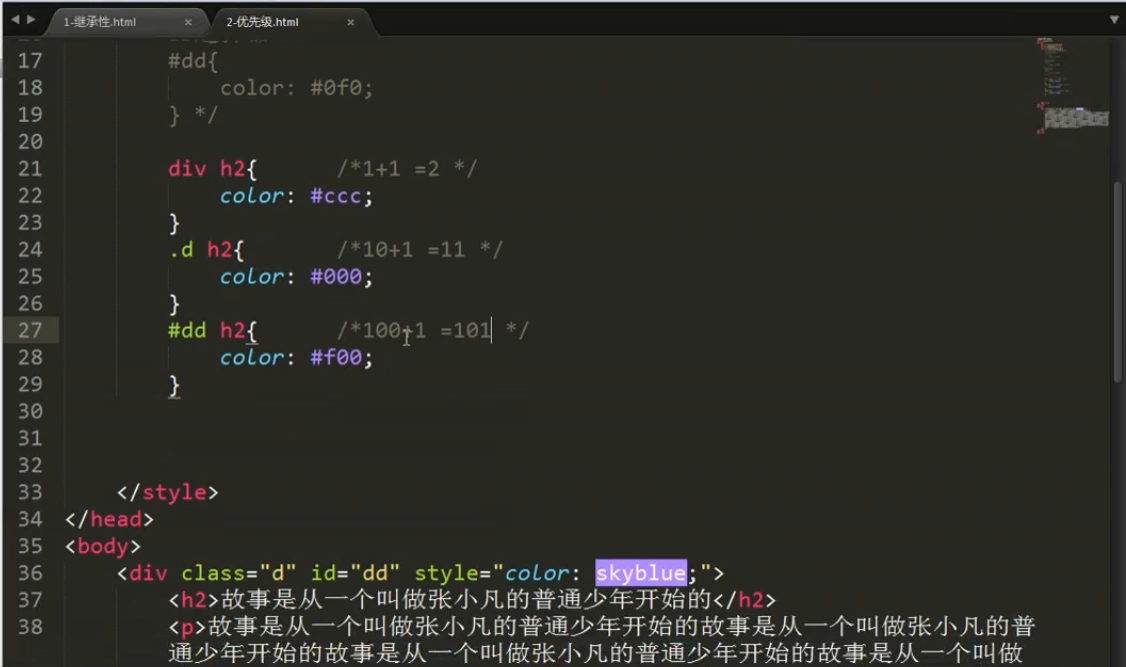 1-继承性.html × 2-优先级.html ×
17 #dd{
18 color: #0f0;
19 } */
20
21 div h2{ /*1+1 =2 */
22 color: #ccc;
23 }
24 .d h2{ /*10+1 =11 */
25 color: #000;
26 }
27 #dd h2{ /*100+1 =101 */
28 color: #f00;
29 }
30
31
32
33 </style>
34 </head>
35 <body>
36 <div class="d" id="dd" style="color: skyblue;">
37 <h2>故事是从一个叫做张小凡的普通少年开始的</h2>
38 <p>故事是从一个叫做张小凡的普通少年开始的故事是从一个叫做张小凡的普
通少年开始的故事是从一个叫做张小凡的普通少年开始的故事是从一个叫做